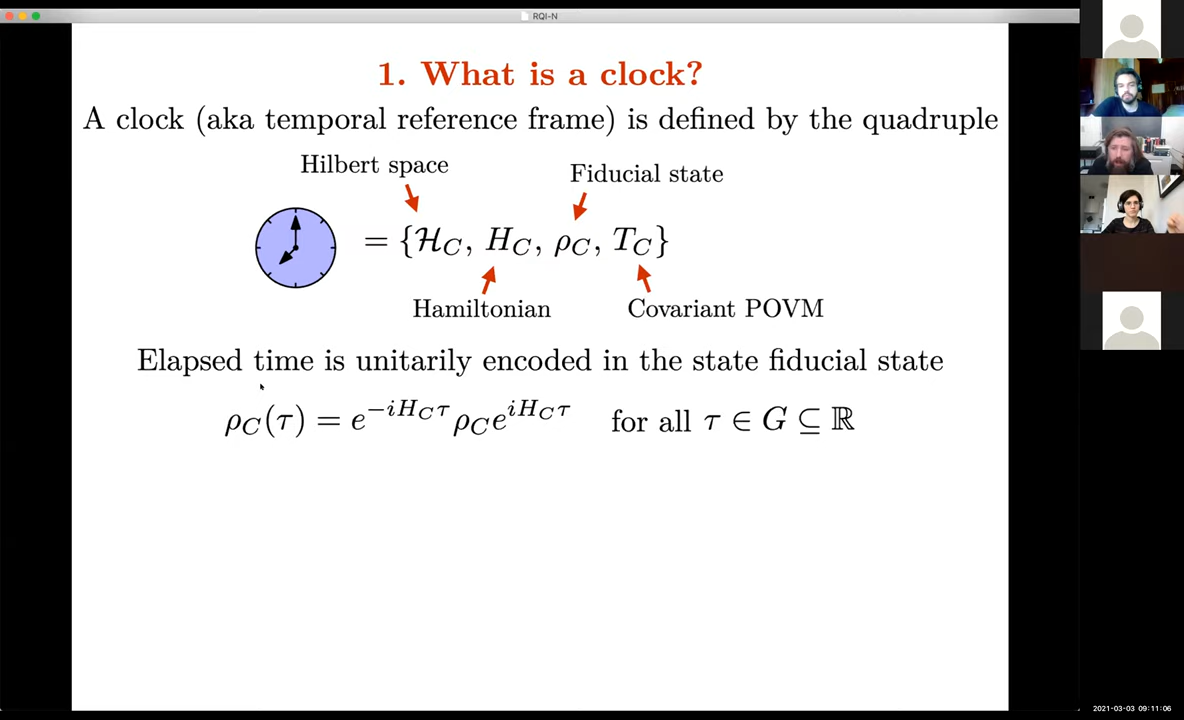 RQI-N
1. What is a clock?
A clock (aka temporal reference frame) is defined by the quadruple
Hilbert space
Fiducial state
= {ℋ_C, H_C, ρ_C, T_C}
Hamiltonian
Covariant POVM
Elapsed time is unitarily encoded in the state fiducial state
ρ_C(τ) = e^{-iH_Cτ} ρ_C e^{iH_Cτ} for all τ ∈ G ⊆ ℝ
2021-03-03 09:11:06